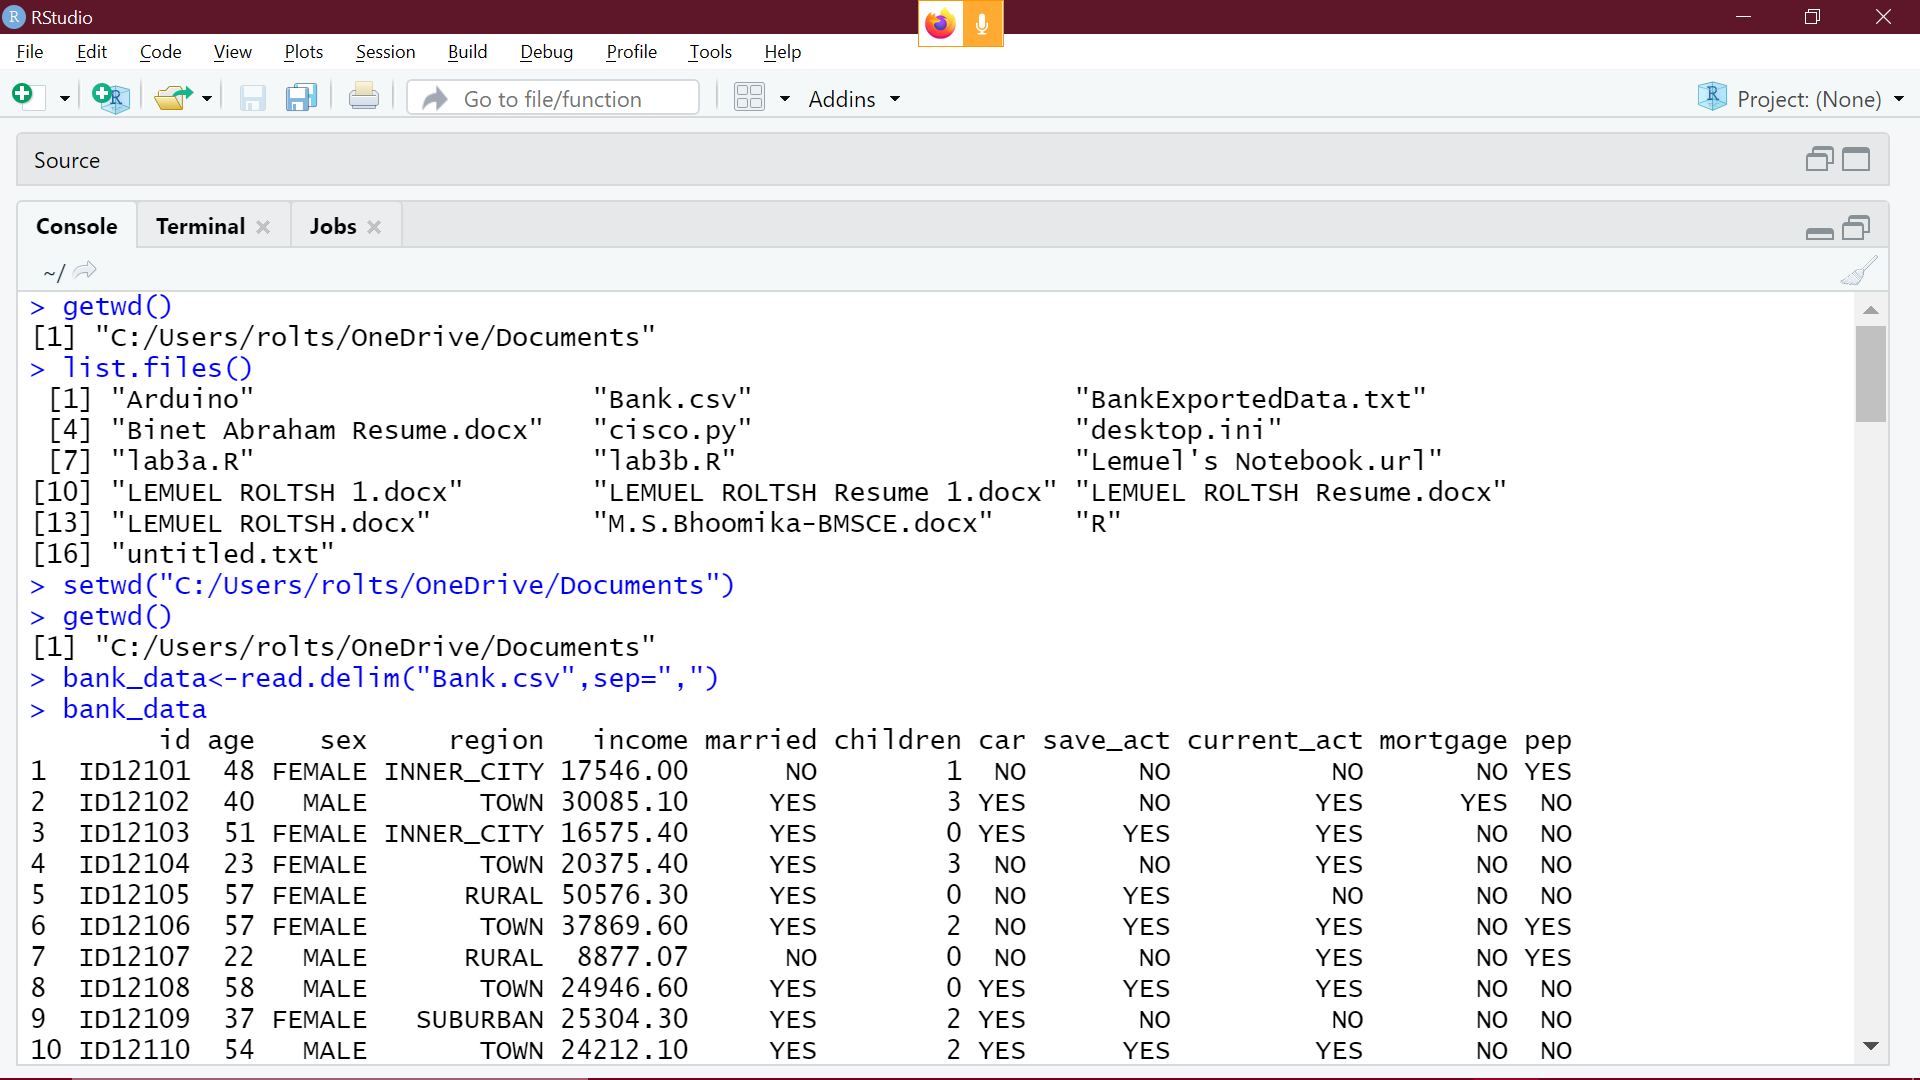 RStudio
File Edit Code View Plots Session Build Debug Profile Tools Help
Go to file/function Addins R Project: (None)
Source
Console Terminal Jobs
~/
> getwd()
[1] "C:/Users/rolts/OneDrive/Documents"
> list.files()
[1] "Arduino" "Bank.csv" "BankExportedData.txt"
[4] "Binet Abraham Resume.docx" "cisco.py" "desktop.ini"
[7] "lab3a.R" "lab3b.R" "Lemuel's Notebook.url"
[10] "LEMUEL ROLTSH 1.docx" "LEMUEL ROLTSH Resume 1.docx" "LEMUEL ROLTSH Resume.docx"
[13] "LEMUEL ROLTSH.docx" "M.S.Bhoomika-BMSCE.docx" "R"
[16] "untitled.txt"
> setwd("C:/Users/rolts/OneDrive/Documents")
> getwd()
[1] "C:/Users/rolts/OneDrive/Documents"
> bank_data<-read.delim("Bank.csv",sep=",")
> bank_data
id age sex region income married children car save_act current_act mortgage pep
1 ID12101 48 FEMALE INNER_CITY 17546.00 NO 1 NO NO NO NO YES
2 ID12102 40 MALE TOWN 30085.10 YES 3 YES NO YES YES NO
3 ID12103 51 FEMALE INNER_CITY 16575.40 YES 0 YES YES YES NO NO
4 ID12104 23 FEMALE TOWN 20375.40 YES 3 NO NO YES NO NO
5 ID12105 57 FEMALE RURAL 50576.30 YES 0 NO YES NO NO NO
6 ID12106 57 FEMALE TOWN 37869.60 YES 2 NO YES YES NO YES
7 ID12107 22 MALE RURAL 8877.07 NO 0 NO NO YES NO YES
8 ID12108 58 MALE TOWN 24946.60 YES 0 YES YES YES NO NO
9 ID12109 37 FEMALE SUBURBAN 25304.30 YES 2 YES NO NO NO NO
10 ID12110 54 MALE TOWN 24212.10 YES 2 YES YES YES NO NO